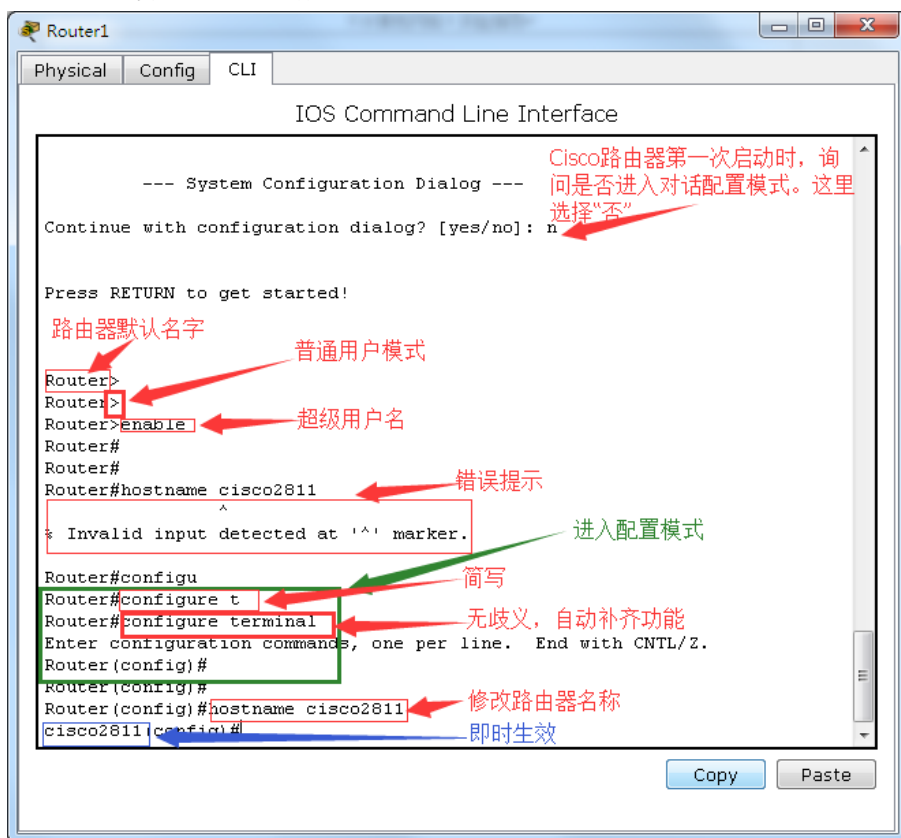 Router1
Physical Config CLI
IOS Command Line Interface
Cisco路由器第一次启动时，询
问是否进入对话配置模式。这里
选择“否”
--- System Configuration Dialog ---
Continue with configuration dialog? [yes/no]: n
Press RETURN to get started!
路由器默认名字
普通用户模式
Router>
Router>
Router>enable
超级用户名
Router#
Router#
Router#hostname cisco2811
错误提示
^
% Invalid input detected at '^' marker.
进入配置模式
Router#configu
简写
Router#configure t
Router#configure terminal
无歧义，自动补齐功能
Enter configuration commands, one per line. End with CNTL/Z.
Router(config)#
Router(config)#
Router(config)#hostname cisco2811
修改路由器名称
cisco2811(config)#
即时生效
Copy Paste